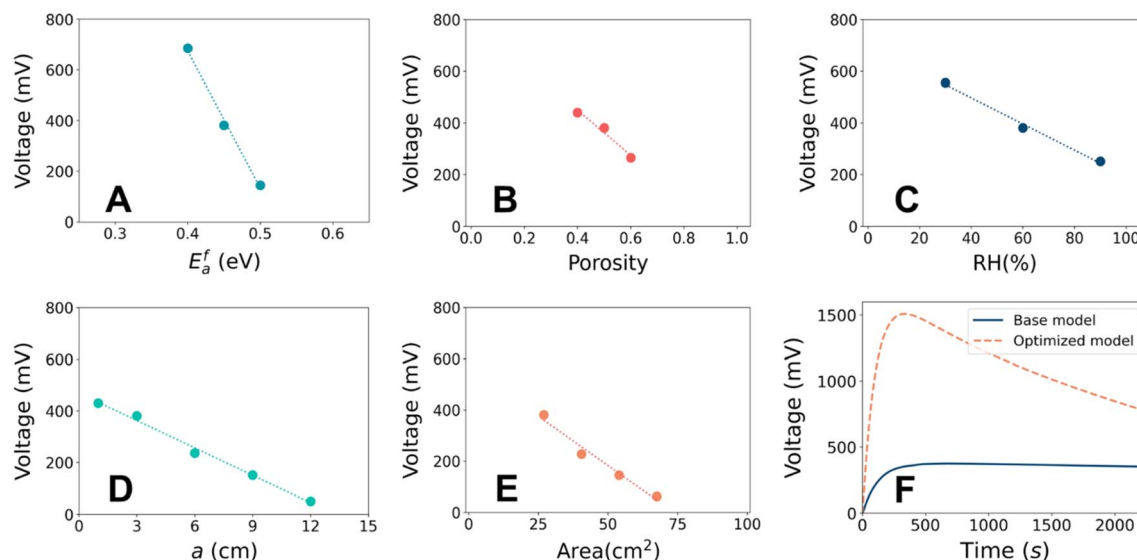 800
600
400
200
0
Voltage (mV)
A
0.3 0.4 0.5 0.6
E_a^f (eV)
800
600
400
200
0
Voltage (mV)
B
0.0 0.2 0.4 0.6 0.8 1.0
Porosity
800
600
400
200
0
Voltage (mV)
C
0 20 40 60 80 100
RH(%)
800
600
400
200
0
Voltage (mV)
D
0 3 6 9 12 15
a (cm)
800
600
400
200
0
Voltage (mV)
E
0 25 50 75 100
Area(cm²)
1500
1000
500
0
Voltage (mV)
Base model
Optimized model
F
0 500 1000 1500 2000
Time (s)